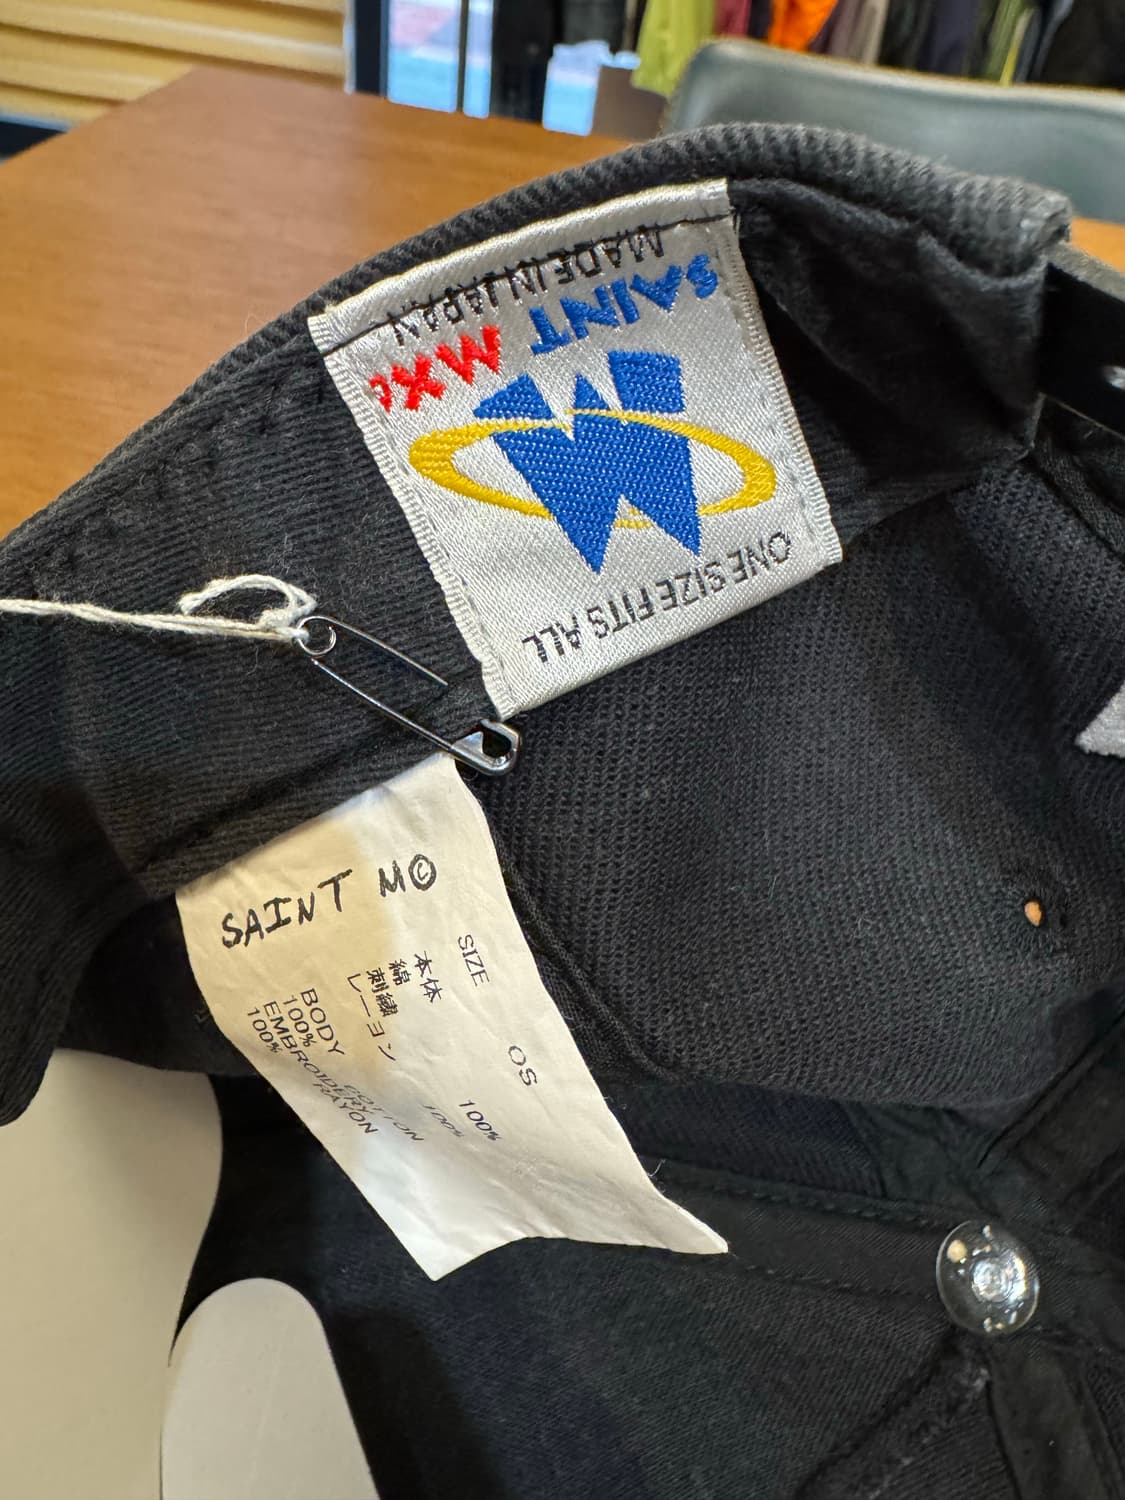 MADE IN JAPAN
SAINT MXXXXXX
ONE SIZE FITS ALL
SAINT M©
SIZE OS
本体
綿 100%
刺繍
レーヨン 100%
BODY
100% COTTON
EMBROIDERY
100% RAYON